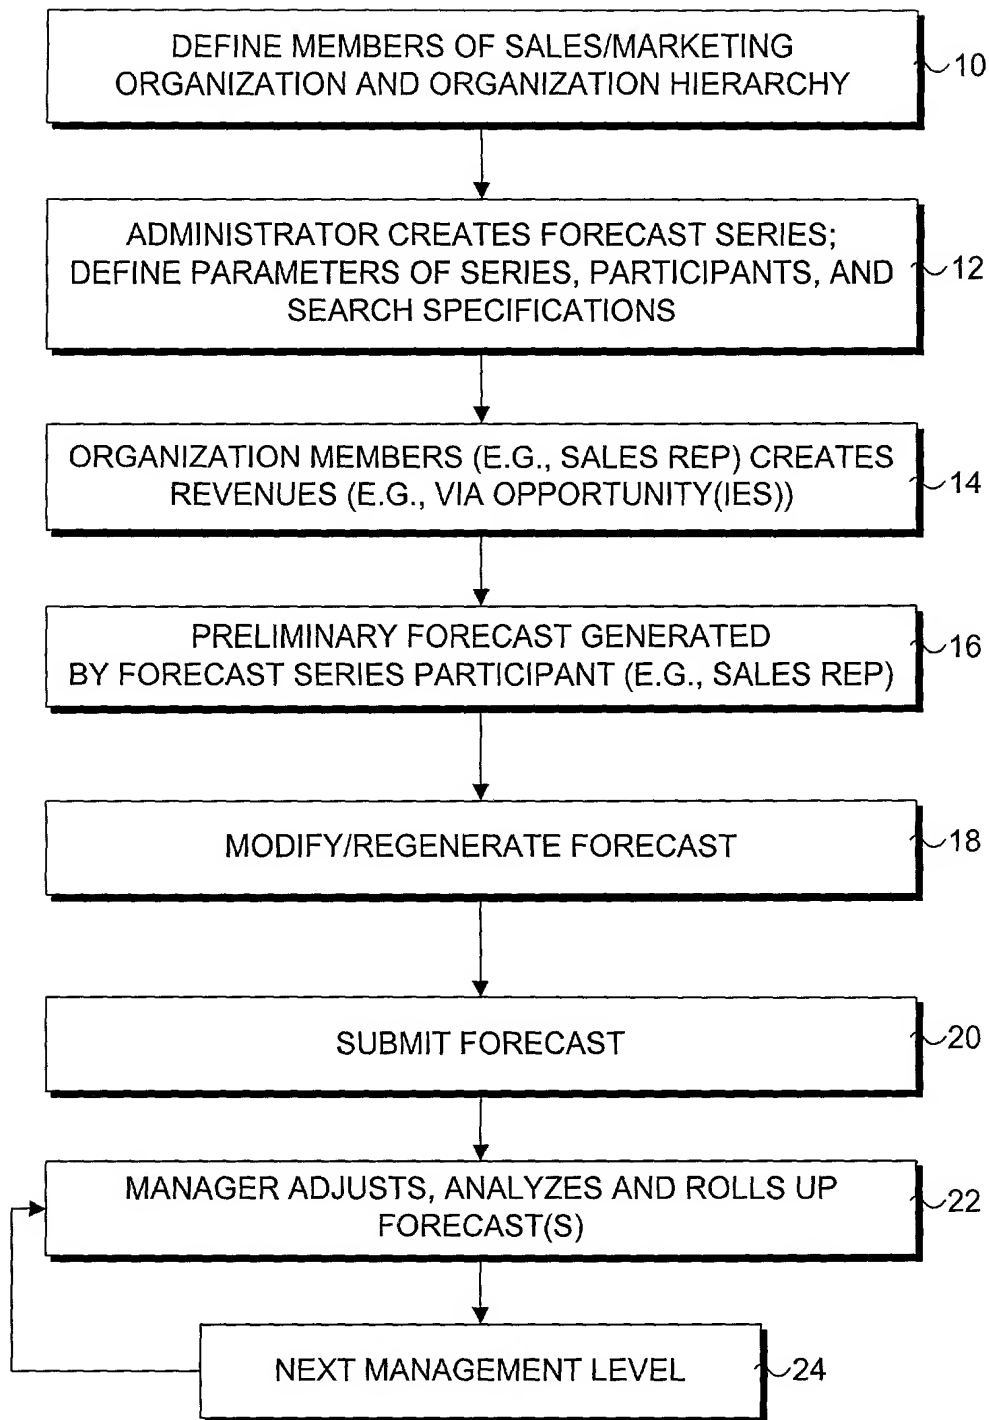 DEFINE MEMBERS OF SALES/MARKETING
ORGANIZATION AND ORGANIZATION HIERARCHY
10
ADMINISTRATOR CREATES FORECAST SERIES;
DEFINE PARAMETERS OF SERIES, PARTICIPANTS, AND
SEARCH SPECIFICATIONS
12
ORGANIZATION MEMBERS (E.G., SALES REP) CREATES
REVENUES (E.G., VIA OPPORTUNITY(IES))
14
PRELIMINARY FORECAST GENERATED
BY FORECAST SERIES PARTICIPANT (E.G., SALES REP)
16
MODIFY/REGENERATE FORECAST
18
SUBMIT FORECAST
20
MANAGER ADJUSTS, ANALYZES AND ROLLS UP
FORECAST(S)
22
NEXT MANAGEMENT LEVEL
24